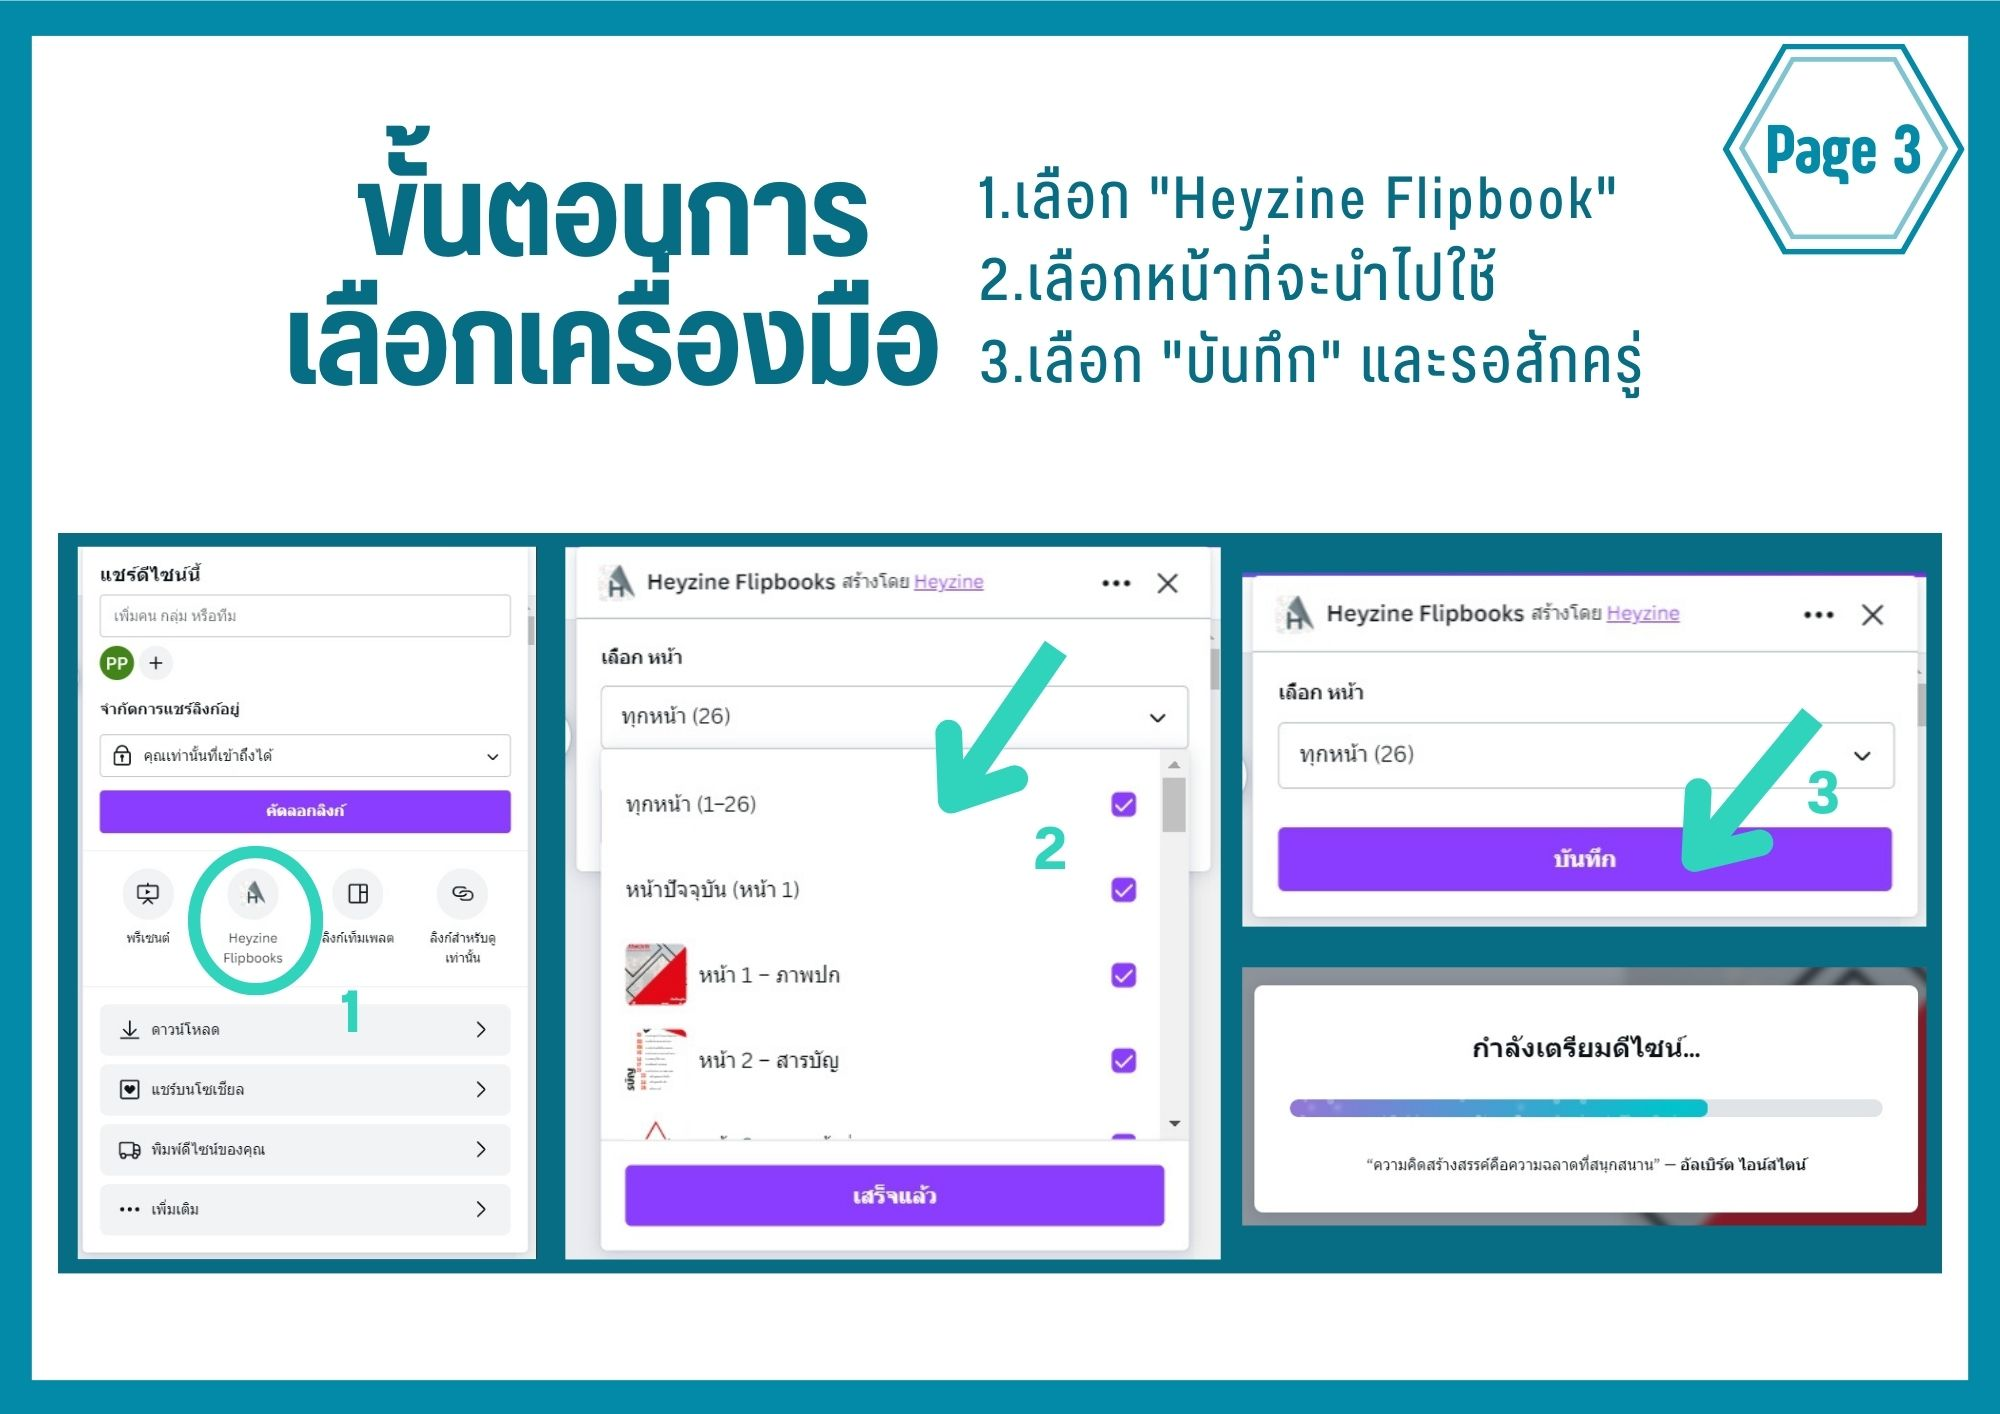 Page 3
ขั้นตอนการ
เลือกเครื่องมือ
1.เลือก "Heyzine Flipbook"
2.เลือกหน้าที่จะนำไปใช้
3.เลือก "บันทึก" และรอสักครู่
แชร์ดีไซน์นี้
เพิ่มคน กลุ่ม หรือทีม
PP
จำกัดการแชร์ลิงก์อยู่
คุณเท่านั้นที่เข้าถึงได้
คัดลอกลิงก์
พรีเซนต์
Heyzine
Flipbooks
ลิงก์เท็มเพลต
ลิงก์สำหรับดู
เท่านั้น
1
ดาวน์โหลด
แชร์บนโซเชียล
พิมพ์ดีไซน์ของคุณ
เพิ่มเติม
Heyzine Flipbooks สร้างโดย Heyzine
เลือก หน้า
ทุกหน้า (26)
ทุกหน้า (1–26)
2
หน้าปัจจุบัน (หน้า 1)
หน้า 1 – ภาพปก
หน้า 2 – สารบัญ
เสร็จแล้ว
Heyzine Flipbooks สร้างโดย Heyzine
เลือก หน้า
ทุกหน้า (26)
3
บันทึก
กำลังเตรียมดีไซน์...
“ความคิดสร้างสรรค์คือความฉลาดที่สนุกสนาน” — อัลเบิร์ต ไอน์สไตน์